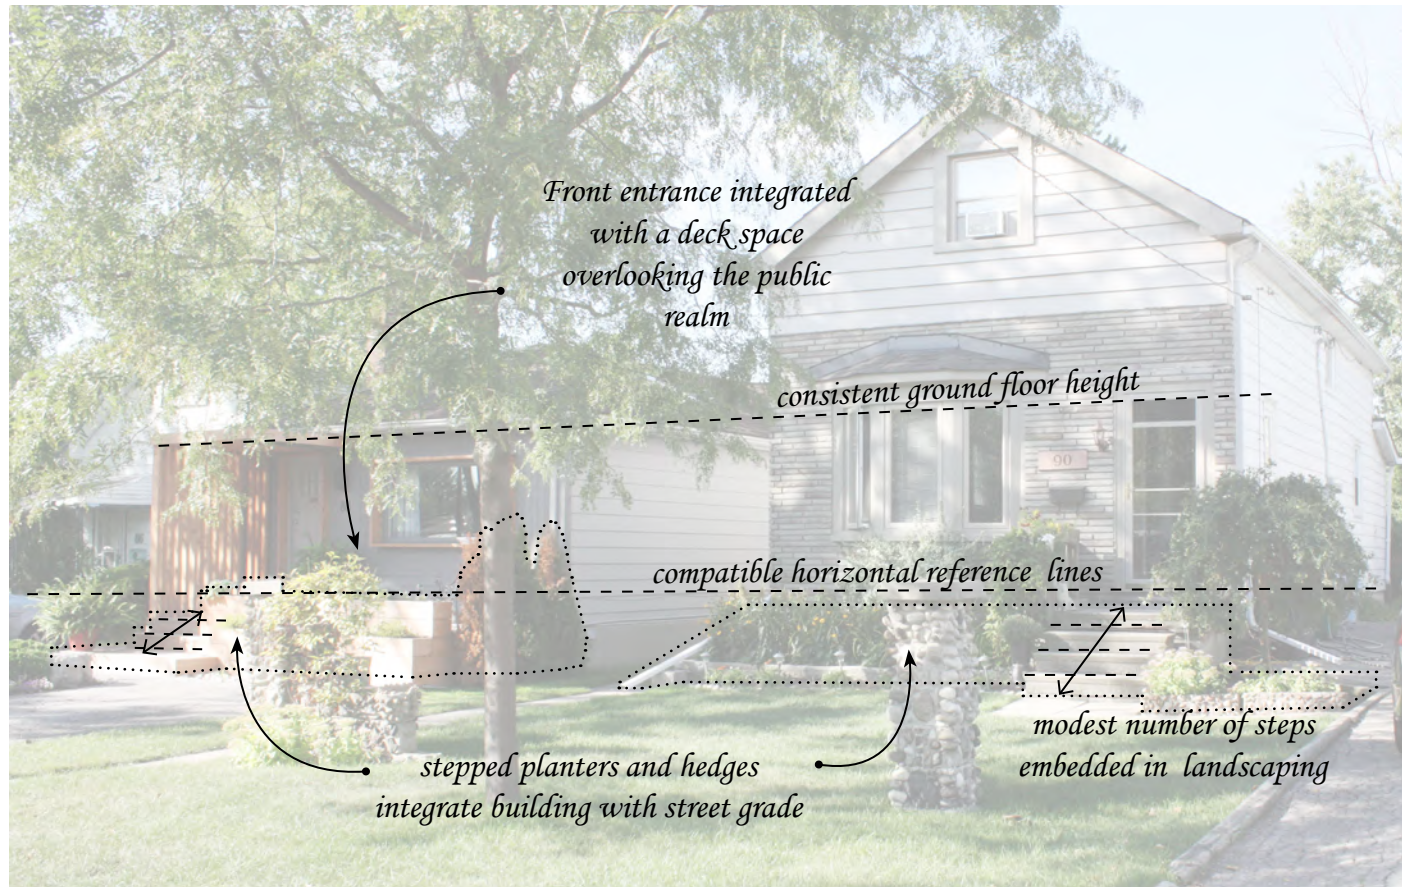 Front entrance integrated
with a deck space
overlooking the public
realm
consistent ground floor height
90
compatible horizontal reference lines
modest number of steps
embedded in landscaping
stepped planters and hedges
integrate building with street grade